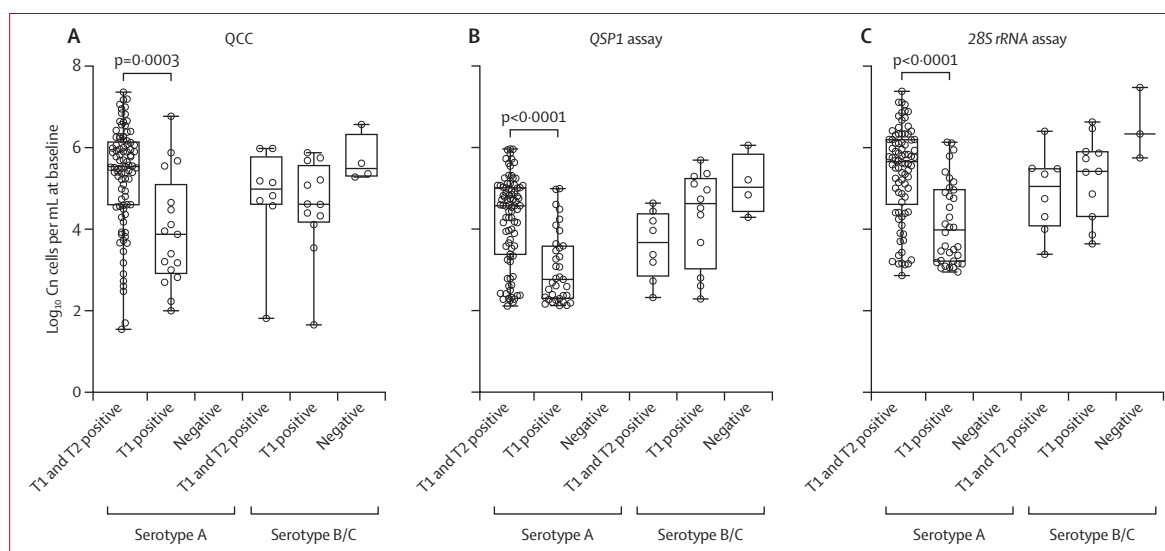 A QCC
B QSP1 assay
C 28S rRNA assay
Log₁₀ Cn cells per mL at baseline
8
6
4
2
0
p=0·0003
p<0·0001
p<0·0001
T1 and T2 positive
T1 positive
Negative
T1 and T2 positive
T1 positive
Negative
T1 and T2 positive
T1 positive
Negative
T1 and T2 positive
T1 positive
Negative
T1 and T2 positive
T1 positive
Negative
T1 and T2 positive
T1 positive
Negative
Serotype A
Serotype B/C
Serotype A
Serotype B/C
Serotype A
Serotype B/C